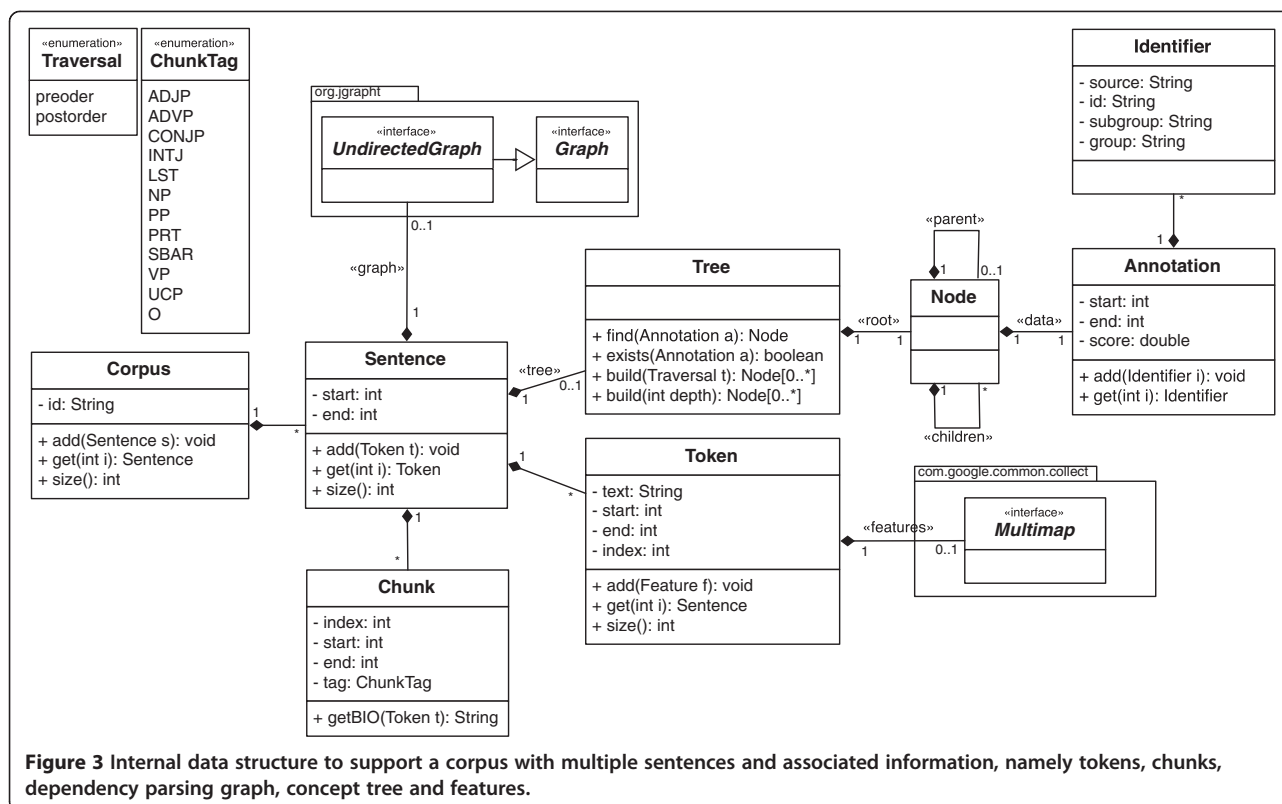 «enumeration»
Traversal
preoder
postorder
«enumeration»
ChunkTag
ADJP
ADVP
CONJP
INTJ
LST
NP
PP
PRT
SBAR
VP
UCP
O
org.jgrapht
«interface»
UndirectedGraph
«interface»
Graph
0..1
«graph»
1
Identifier
- source: String
- id: String
- subgroup: String
- group: String
*
1
Annotation
- start: int
- end: int
- score: double
+ add(Identifier i): void
+ get(int i): Identifier
«parent»
1
0..1
Node
«data»
1
1
1
*
«children»
Tree
+ find(Annotation a): Node
+ exists(Annotation a): boolean
+ build(Traversal t): Node[0..*]
+ build(int depth): Node[0..*]
«root»
1
1
Corpus
- id: String
+ add(Sentence s): void
+ get(int i): Sentence
+ size(): int
1
*
Sentence
- start: int
- end: int
+ add(Token t): void
+ get(int i): Token
+ size(): int
«tree»
1
0..1
1
*
Token
- text: String
- start: int
- end: int
- index: int
+ add(Feature f): void
+ get(int i): Sentence
+ size(): int
«features»
1
0..1
com.google.common.collect
«interface»
Multimap
1
*
Chunk
- index: int
- start: int
- end: int
- tag: ChunkTag
+ getBIO(Token t): String
Figure 3 Internal data structure to support a corpus with multiple sentences and associated information, namely tokens, chunks,
dependency parsing graph, concept tree and features.